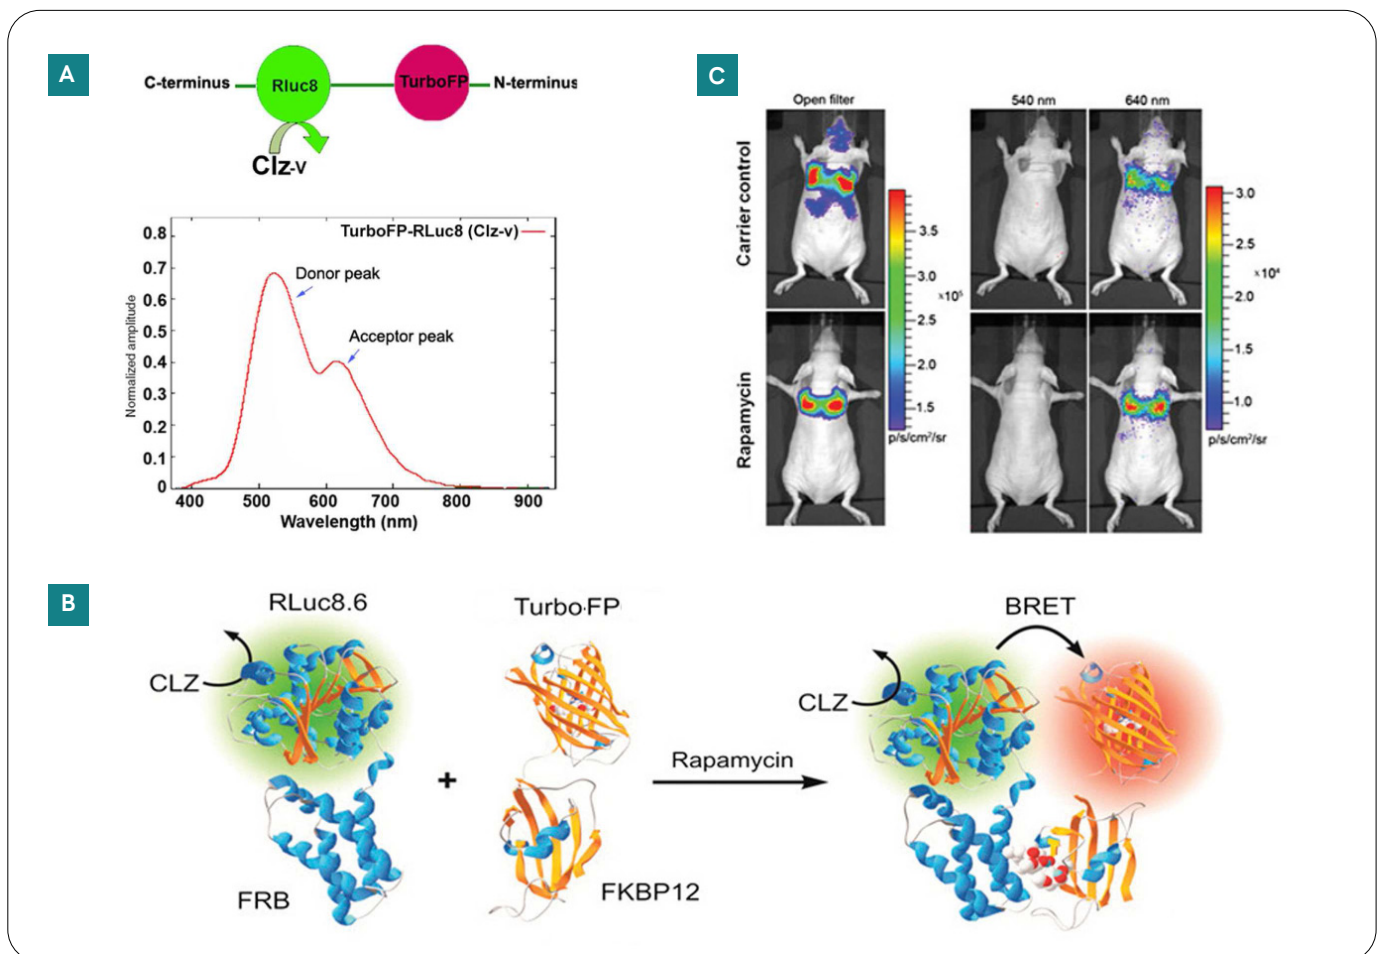 A
C-terminus
Rluc8
TurboFP
N-terminus
Clz-v
TurboFP-RLuc8 (Clz-v)
Donor peak
Acceptor peak
Normalized amplitude
0.8
0.7
0.6
0.5
0.4
0.3
0.2
0.1
0
400 500 600 700 800 900
Wavelength (nm)
C
Open filter 540 nm 640 nm
Carrier control
Rapamycin
3.5
3.0
2.5
2.0
1.5
x10⁵
p/s/cm²/sr
3.0
2.5
2.0
1.5
1.0
x10⁴
p/s/cm²/sr
B
RLuc8.6
CLZ
FRB
+
Turbo·FP
FKBP12
Rapamycin
BRET
CLZ